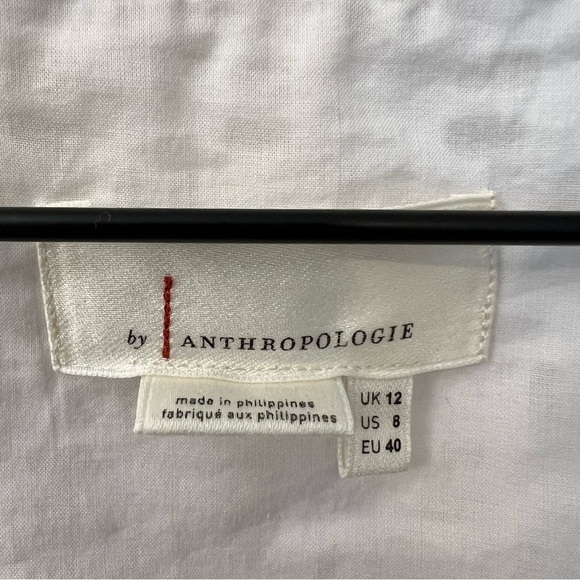 by ANTHROPOLOGIE
made in philippines
fabriqué aux philippines
UK 12
US 8
EU 40